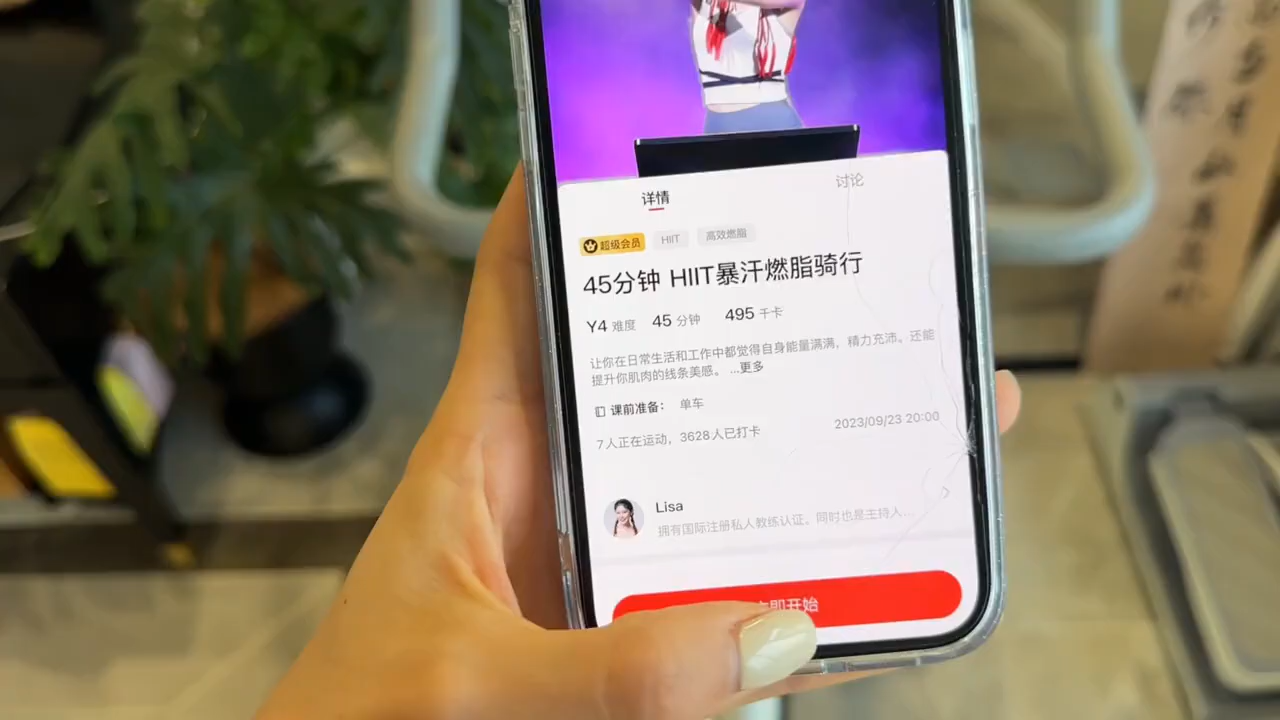 详情
讨论
超级会员 HIIT 高效燃脂
45分钟 HIIT暴汗燃脂骑行
Y4 难度 45 分钟 495 千卡
让你在日常生活和工作中都觉得自身能量满满，精力充沛。还能
提升你肌肉的线条美感。 ...更多
课前准备： 单车
7人正在运动，3628人已打卡 2023/09/23 20:00
Lisa
拥有国际注册私人教练认证。同时也是主持人...
立即开始